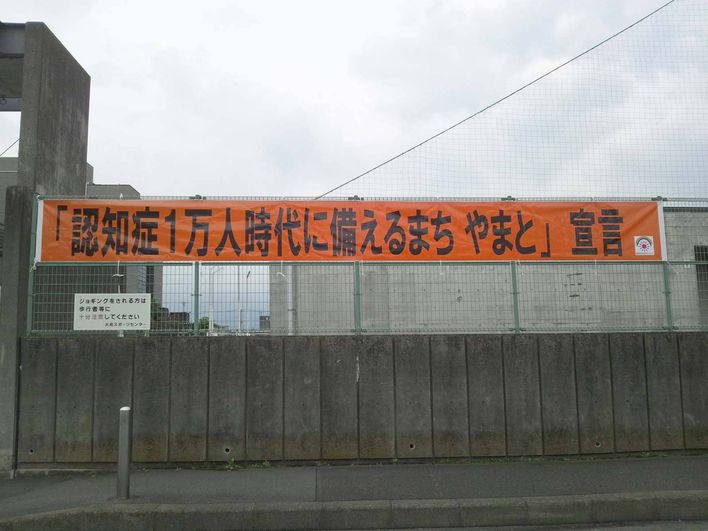 「認知症1万人時代に備えるまち やまと」宣言
ジョギングをされる方は
歩行者等に
十分注意してください
大和スポーツセンター